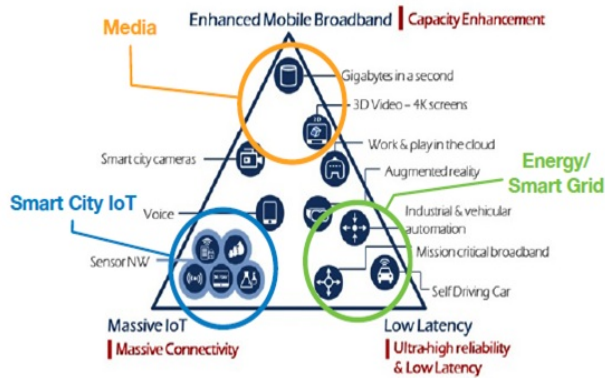 Media
Enhanced Mobile Broadband
Capacity Enhancement
Gigabytes in a second
3D Video – 4K screens
3D
Smart city cameras
Work & play in the cloud
Augmented reality
Energy/
Smart Grid
Smart City IoT
Voice
Industrial & vehicular
automation
Sensor NW
Mission critical broadband
Self Driving Car
Massive IoT
Massive Connectivity
Low Latency
Ultra-high reliability
& Low Latency